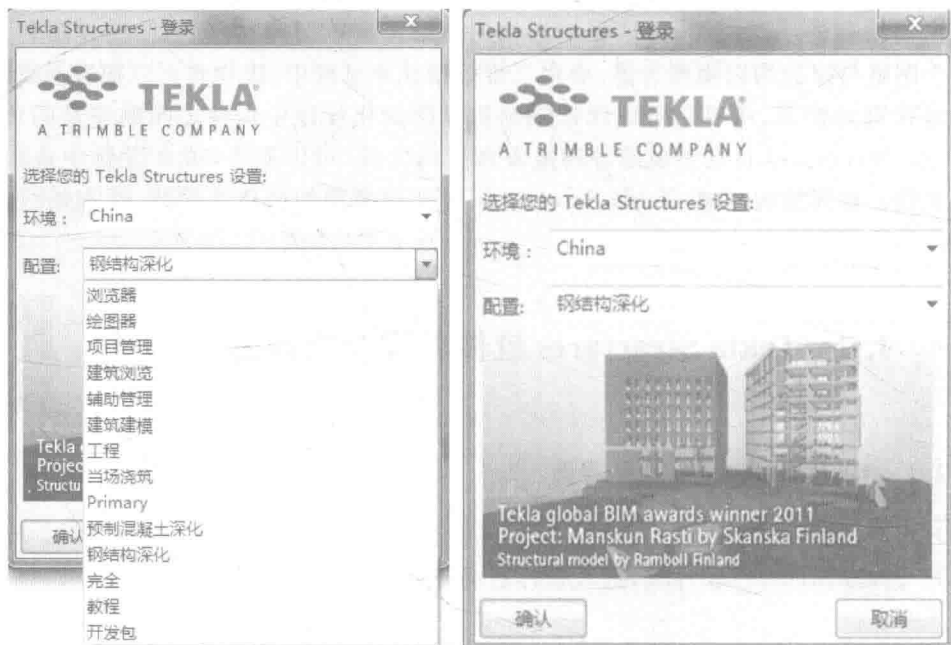 Tekla Structures - 登录
TEKLA
A TRIMBLE COMPANY
选择您的 Tekla Structures 设置:
环境: China
配置: 钢结构深化
浏览器
绘图器
项目管理
建筑浏览
辅助管理
建筑建模
工程
当场浇筑
Primary
预制混凝土深化
钢结构深化
完全
教程
开发包
Tekla
Projec
Structu
确认
Tekla Structures - 登录
TEKLA
A TRIMBLE COMPANY
选择您的 Tekla Structures 设置:
环境: China
配置: 钢结构深化
Tekla global BIM awards winner 2011
Project: Manskun Rasti by Skanska Finland
Structural model by Ramboll Finland
确认
取消